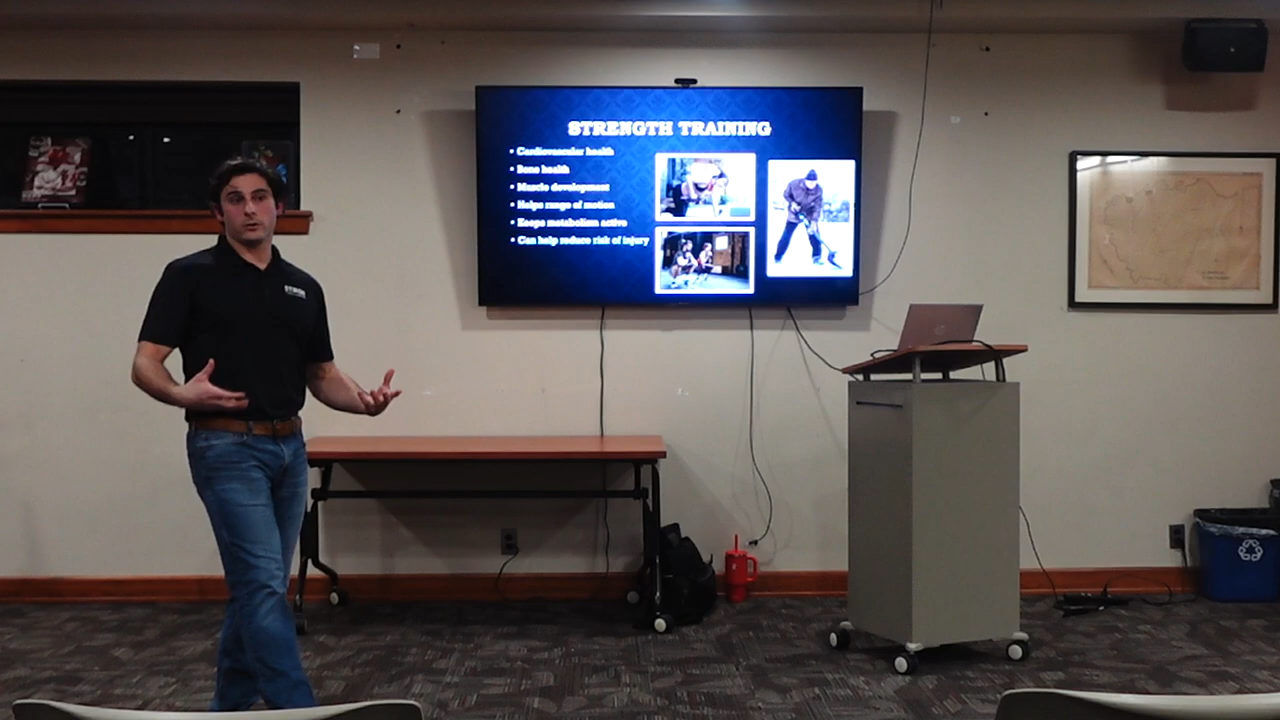 STRENGTH TRAINING
• Cardiovascular health
• Bone health
• Muscle development
• Helps range of motion
• Keeps metabolism active
• Can help reduce risk of injury